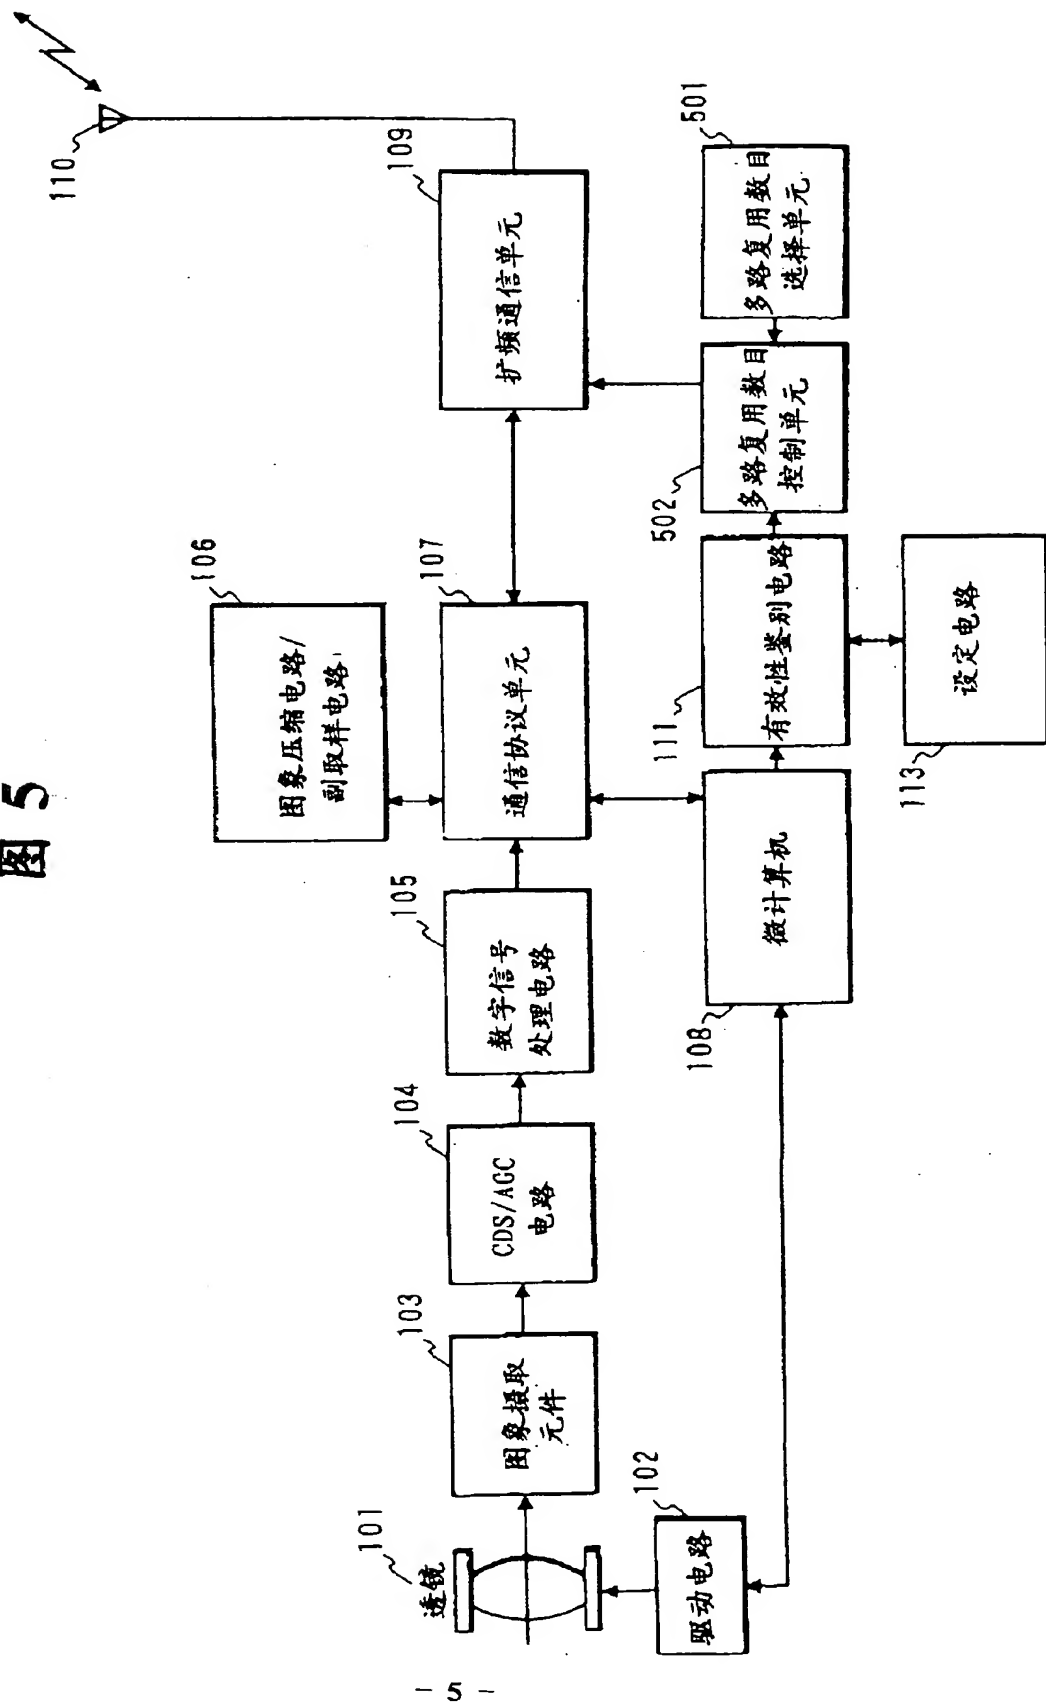 图 5
110
109
扩频通信单元
501
多路复用数目
选择单元
502
多路复用数目
控制单元
106
图象压缩电路/
副取样电路
107
通信协议单元
111
有效性鉴别电路
113
设定电路
105
数字信号
处理电路
108
微计算机
104
CDS/AGC
电路
103
图象摄取
元件
101
透镜
102
驱动电路
- 5 -